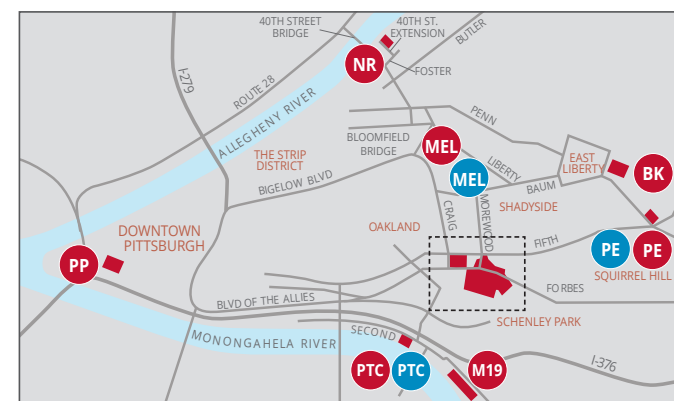 40TH STREET
BRIDGE
40TH ST.
EXTENSION
BUTLER
NR
FOSTER
I-279
ROUTE 28
ALLEGHENY RIVER
PENN
BLOOMFIELD
BRIDGE
MEL
LIBERTY
THE STRIP
DISTRICT
EAST
LIBERTY
BK
MEL
BIGELOW BLVD
BAUM
SHADYSIDE
CRAIG
MOREWOOD
OAKLAND
DOWNTOWN
PITTSBURGH
FIFTH
PE
PE
PP
SQUIRREL HILL
FORBES
BLVD OF THE ALLIES
SCHENLEY PARK
SECOND
MONONGAHELA RIVER
I-376
PTC
PTC
M19